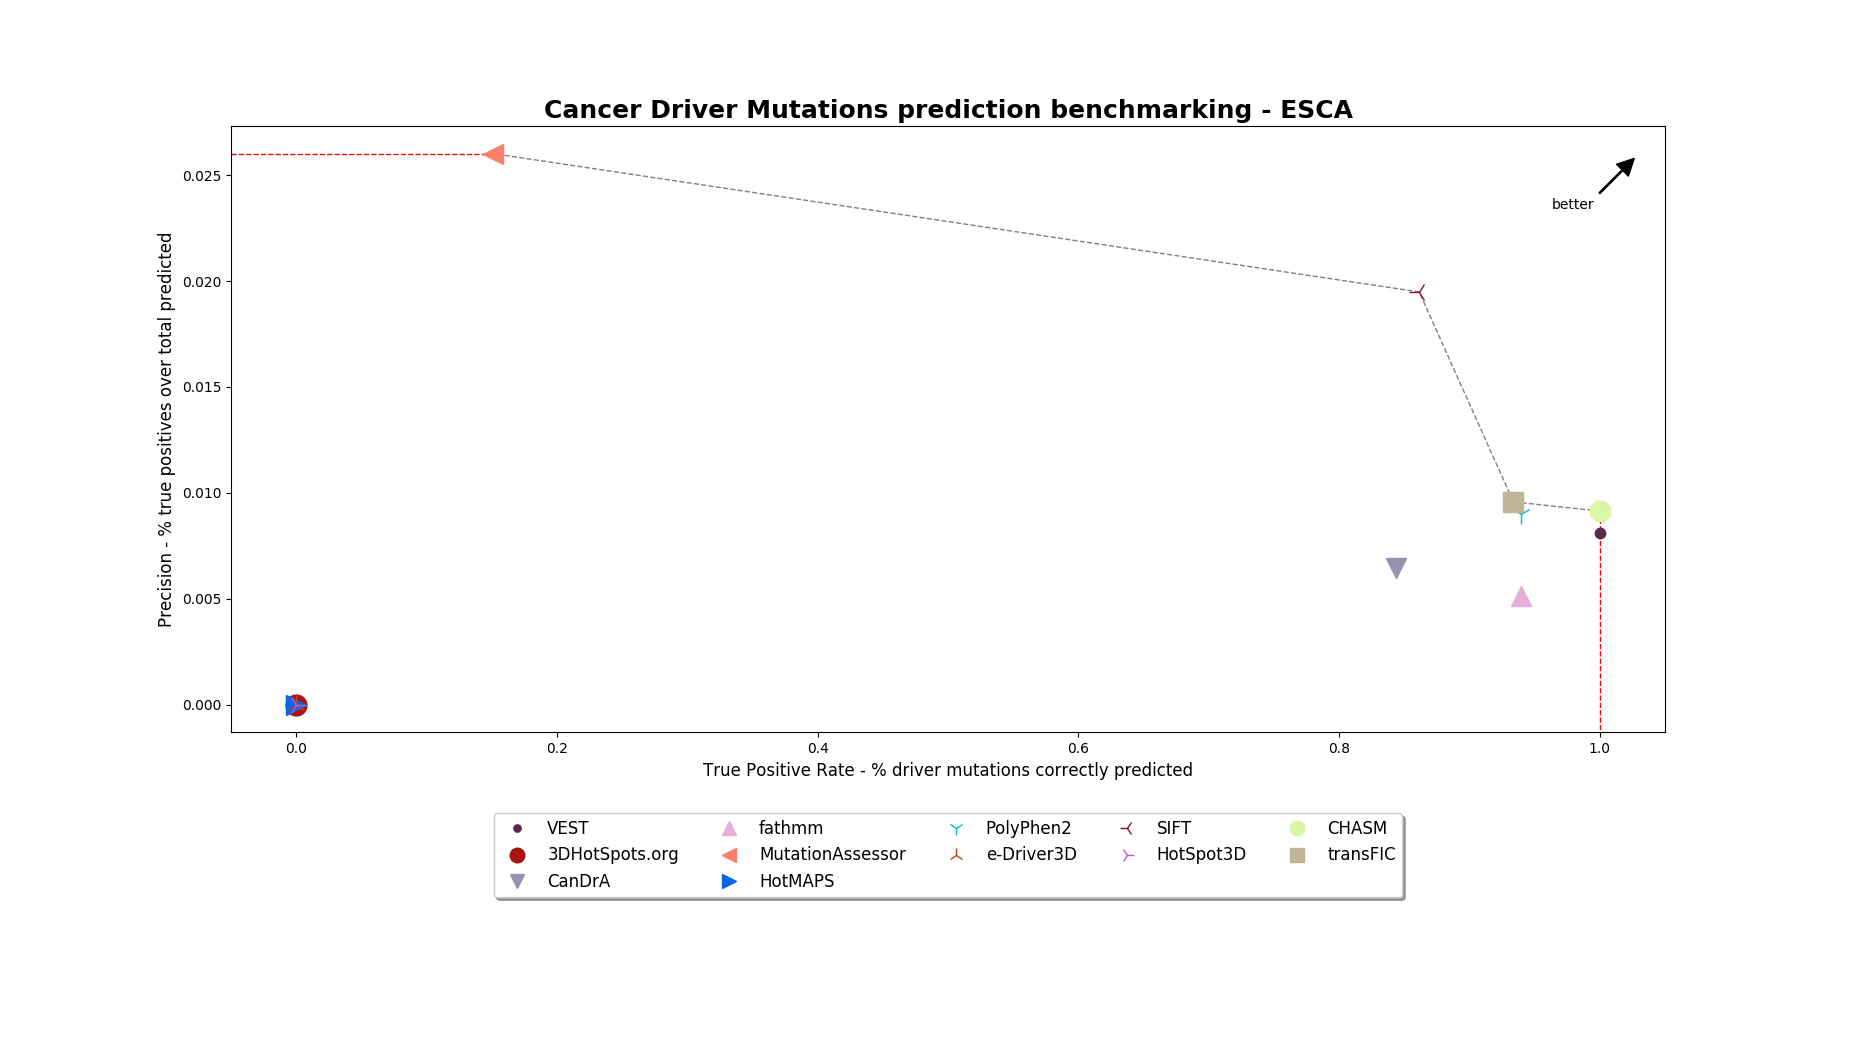 Cancer Driver Mutations prediction benchmarking - ESCA
better
Precision - % true positives over total predicted
0.025
0.020
0.015
0.010
0.005
0.000
0.0 0.2 0.4 0.6 0.8 1.0
True Positive Rate - % driver mutations correctly predicted
VEST fathmm PolyPhen2 SIFT CHASM
3DHotSpots.org MutationAssessor e-Driver3D HotSpot3D transFIC
CanDrA HotMAPS